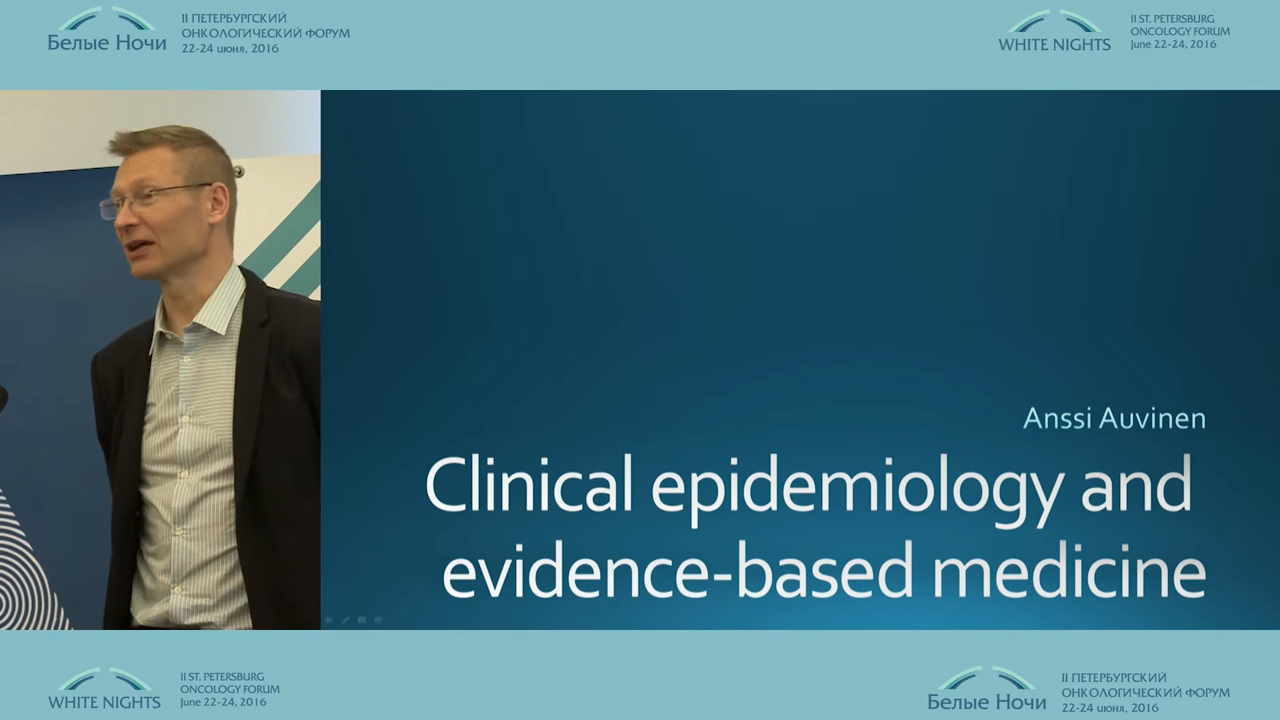 Белые Ночи
II ПЕТЕРБУРГСКИЙ
ОНКОЛОГИЧЕСКИЙ ФОРУМ
22-24 июня, 2016
WHITE NIGHTS
II ST. PETERSBURG
ONCOLOGY FORUM
June 22-24, 2016
Anssi Auvinen
Clinical epidemiology and
evidence-based medicine
WHITE NIGHTS
II ST. PETERSBURG
ONCOLOGY FORUM
June 22-24, 2016
Белые Ночи
II ПЕТЕРБУРГСКИЙ
ОНКОЛОГИЧЕСКИЙ ФОРУМ
22-24 июня, 2016